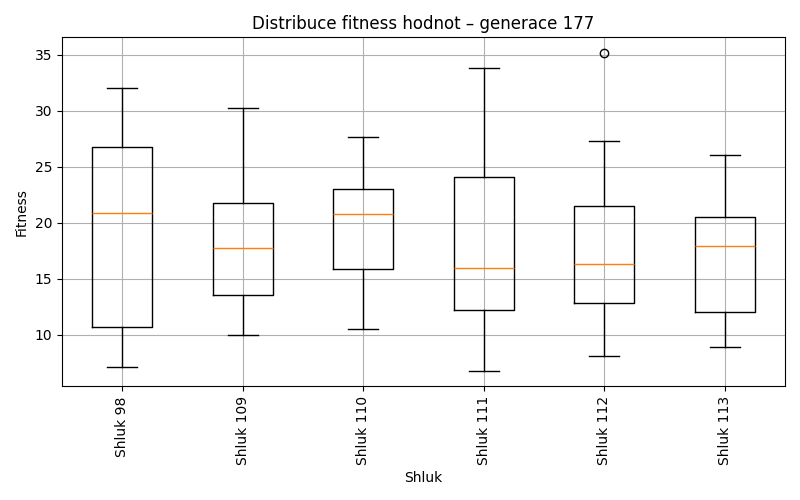 Distribuce fitness hodnot – generace 177
Fitness
35
30
25
20
15
10
Shluk 98
Shluk 109
Shluk 110
Shluk 111
Shluk 112
Shluk 113
Shluk